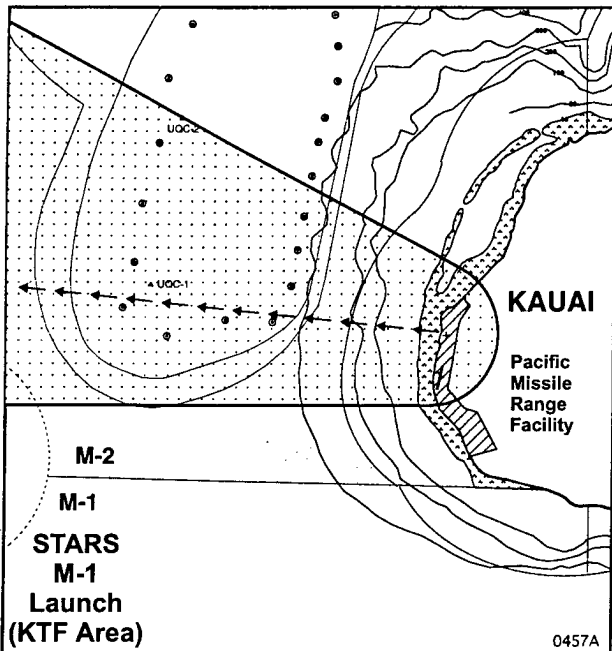 UQC-2
UQC-1
KAUAI
Pacific
Missile
Range
Facility
M-2
M-1
STARS
M-1
Launch
(KTF Area)
0457A